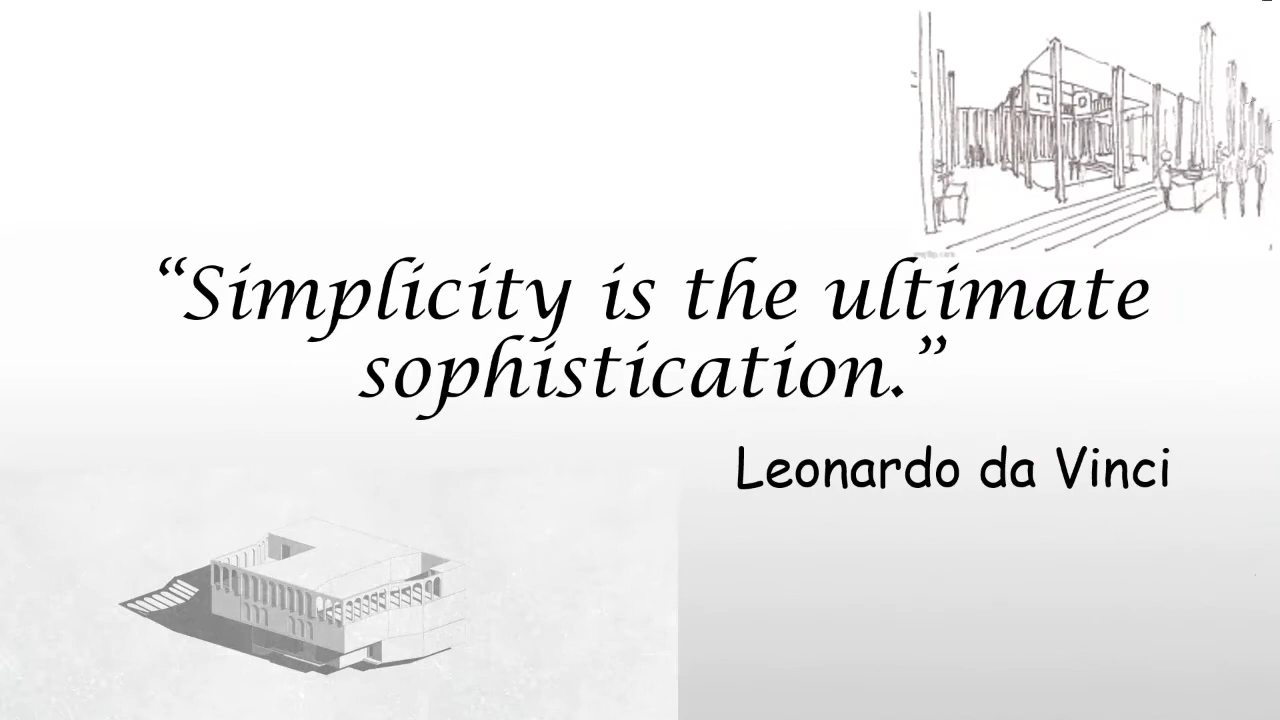 “Simplicity is the ultimate
sophistication.”
Leonardo da Vinci